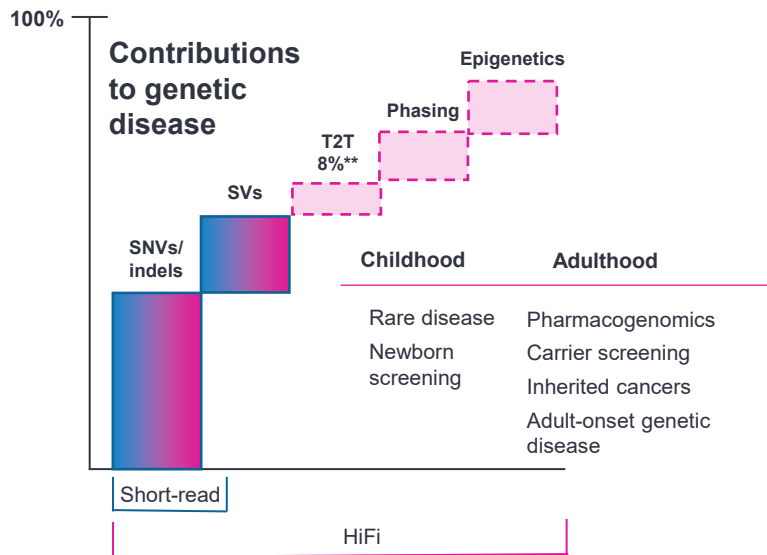 100%
Contributions
to genetic
disease
Epigenetics
Phasing
T2T
8%**
SVs
SNVs/
indels
Childhood
Adulthood
Rare disease
Newborn
screening
Pharmacogenomics
Carrier screening
Inherited cancers
Adult-onset genetic
disease
Short-read
HiFi